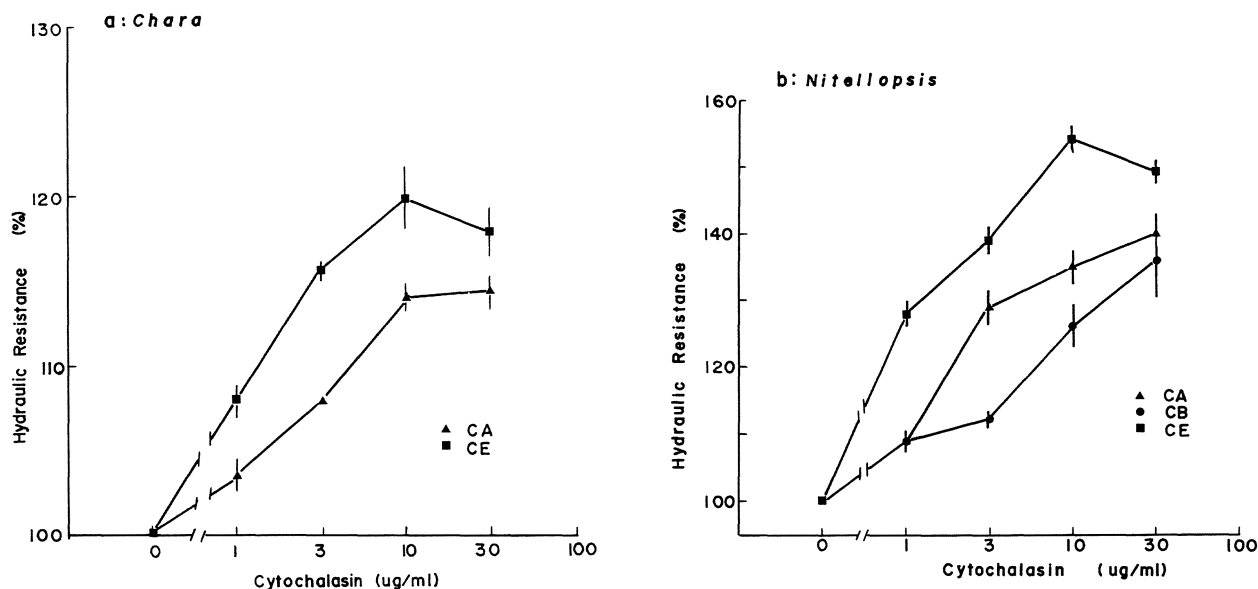 a: Chara
130
120
110
100
Hydraulic Resistance (%)
CA
CE
0 1 3 10 30 100
Cytochalasin (ug/ml)
b: Nitellopsis
160
140
120
100
Hydraulic Resistance (%)
CA
CB
CE
0 1 3 10 30 100
Cytochalasin (ug/ml)